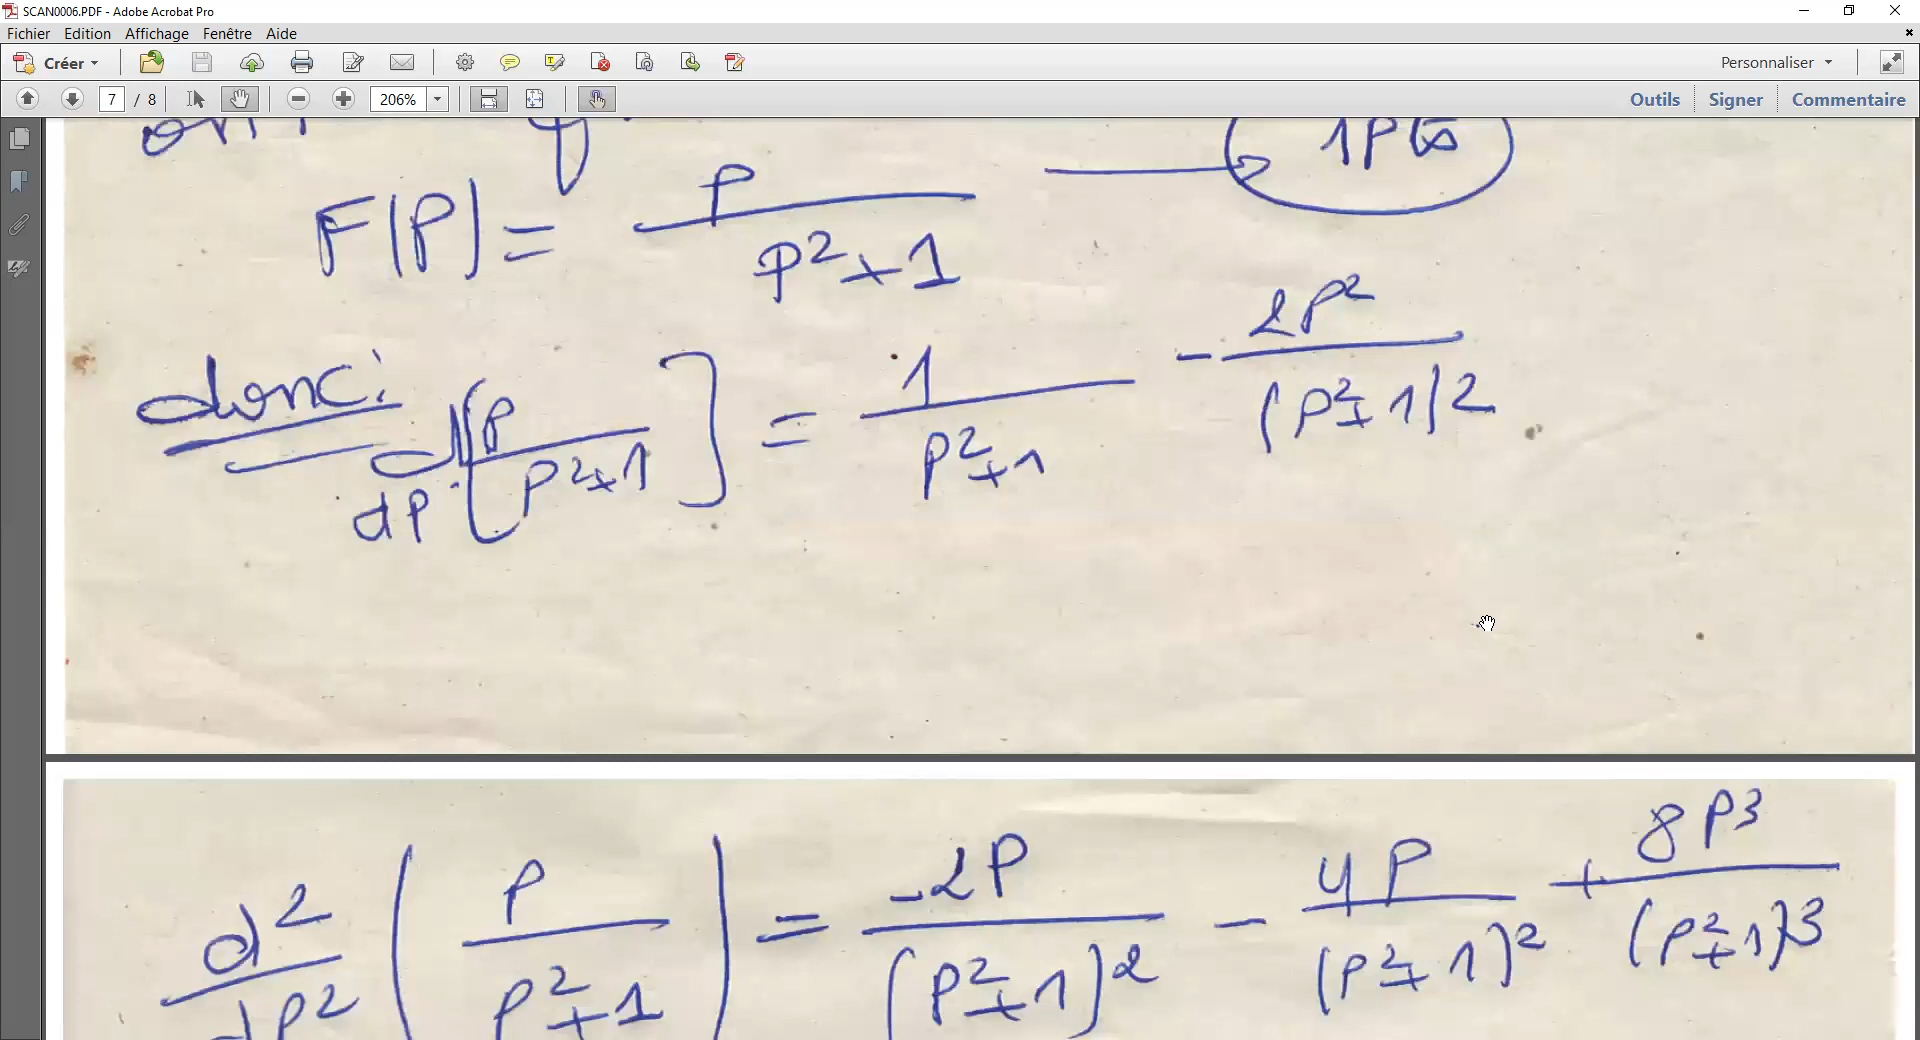 SCAN0006.PDF - Adobe Acrobat Pro
Fichier Edition Affichage Fenêtre Aide
Créer Personnaliser
7 / 8 206% Outils Signer Commentaire
1 pts
F(P) = P / (P²+1)
donc: d/dP [P / (P²+1)] = 1 / (P²+1) - 2P² / (P²+1)²
d²/dP² (P / (P²+1)) = -2P / (P²+1)² - 4P / (P²+1)² + 8P³ / (P²+1)³